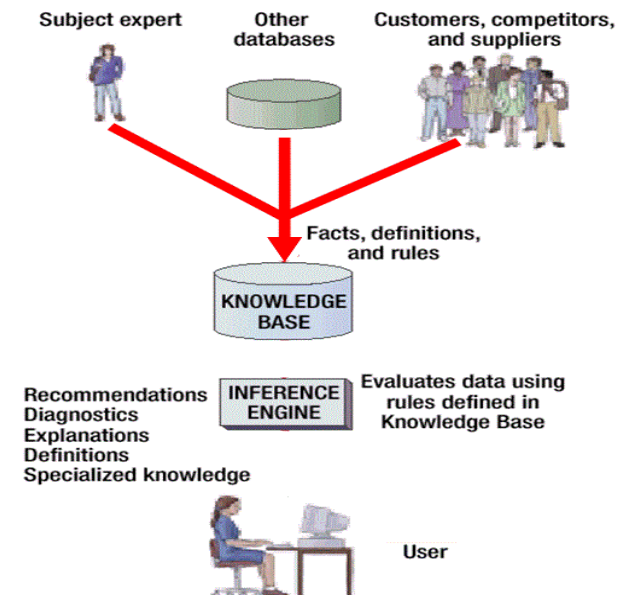 Subject expert
Other
databases
Customers, competitors,
and suppliers
Facts, definitions,
and rules
KNOWLEDGE
BASE
Recommendations
Diagnostics
Explanations
Definitions
Specialized knowledge
INFERENCE
ENGINE
Evaluates data using
rules defined in
Knowledge Base
User